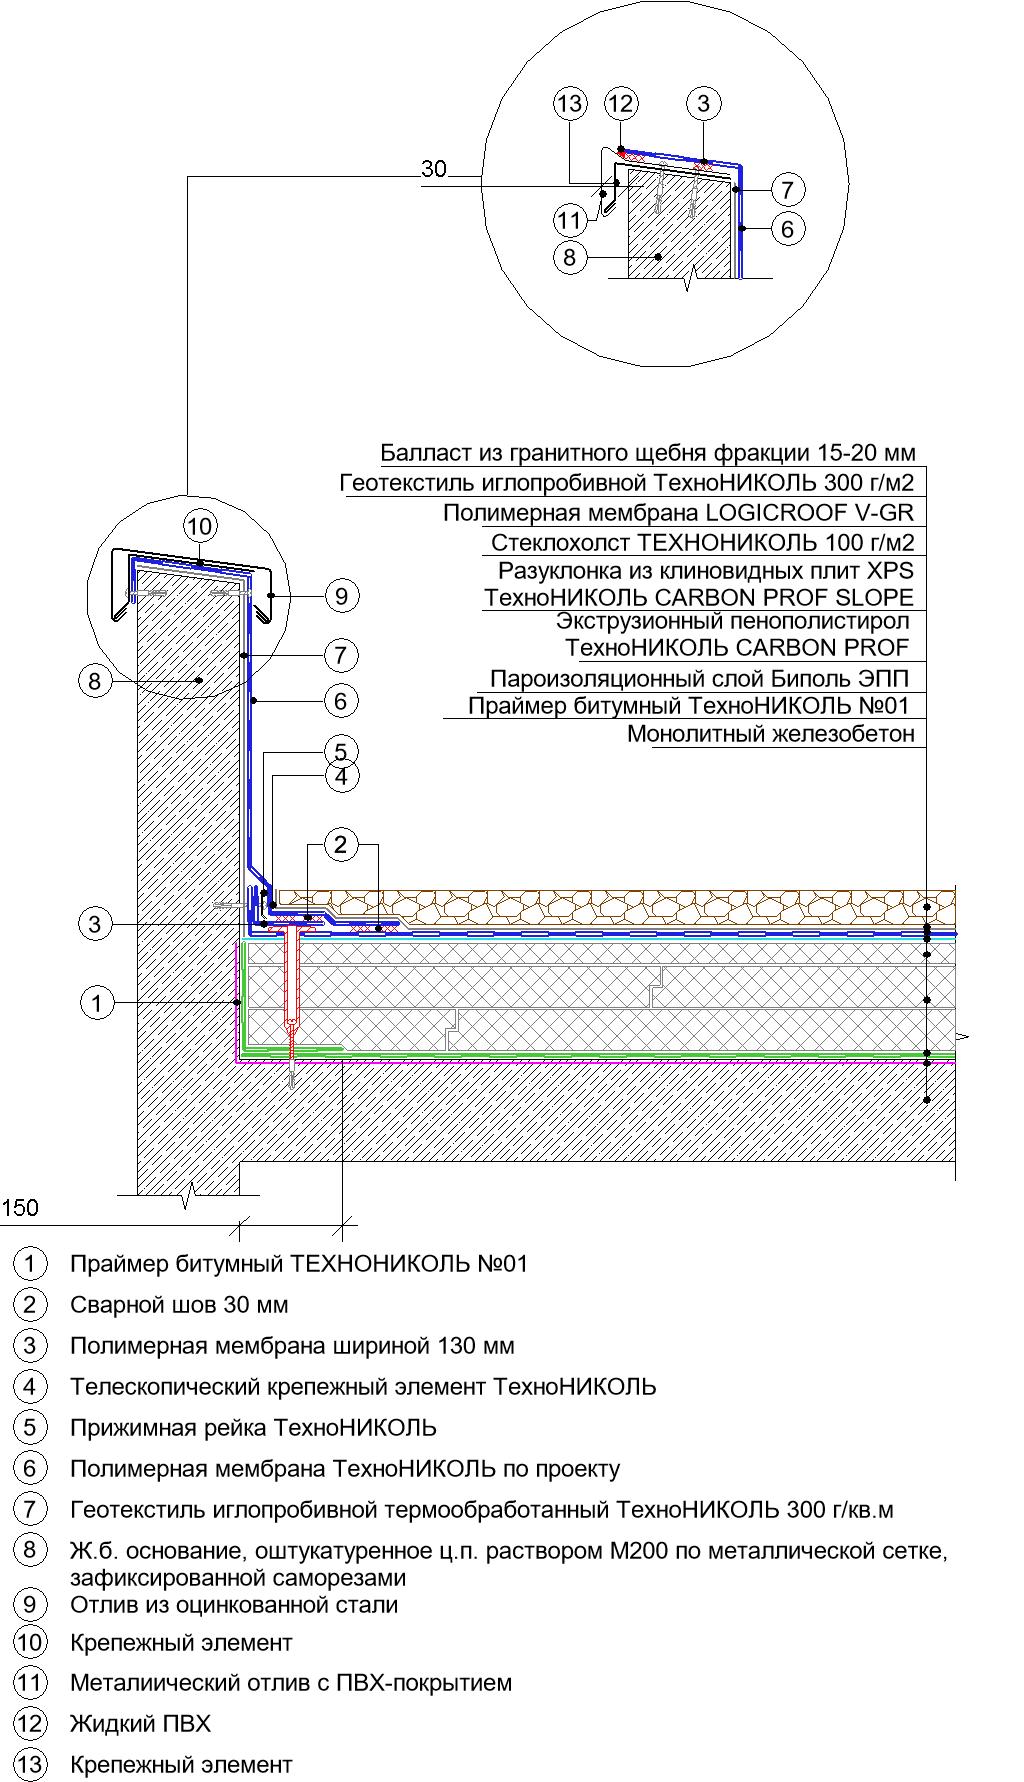 13
12
3
30
7
11
6
8
Балласт из гранитного щебня фракции 15-20 мм
Геотекстиль иглопробивной ТехноНИКОЛЬ 300 г/м2
Полимерная мембрана LOGICROOF V-GR
10
Стеклохолст ТЕХНОНИКОЛЬ 100 г/м2
Разуклонка из клиновидных плит XPS
9
ТехноНИКОЛЬ CARBON PROF SLOPE
Экструзионный пенополистирол
7
ТехноНИКОЛЬ CARBON PROF
8
Пароизоляционный слой Биполь ЭПП
6
Праймер битумный ТехноНИКОЛЬ №01
Монолитный железобетон
5
4
2
3
1
150
1 Праймер битумный ТЕХНОНИКОЛЬ №01
2 Сварной шов 30 мм
3 Полимерная мембрана шириной 130 мм
4 Телескопический крепежный элемент ТехноНИКОЛЬ
5 Прижимная рейка ТехноНИКОЛЬ
6 Полимерная мембрана ТехноНИКОЛЬ по проекту
7 Геотекстиль иглопробивной термообработанный ТехноНИКОЛЬ 300 г/кв.м
8 Ж.б. основание, оштукатуренное ц.п. раствором М200 по металлической сетке,
зафиксированной саморезами
9 Отлив из оцинкованной стали
10 Крепежный элемент
11 Металиический отлив с ПВХ-покрытием
12 Жидкий ПВХ
13 Крепежный элемент